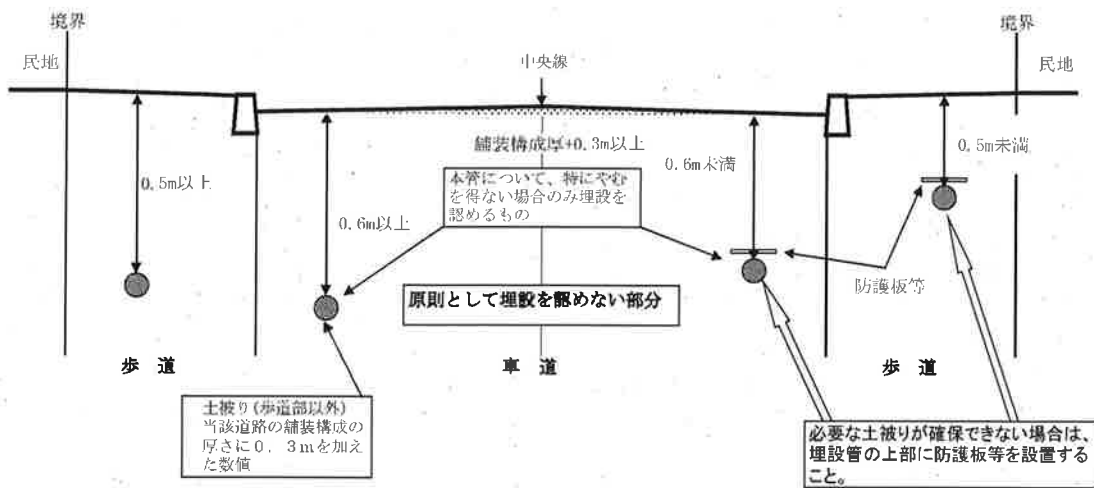 境界
境界
民地
中央線
民地
舗装構成厚+0.3m以上
0.5m未満
0.6m未満
0.5m以上
本管について、特にやむ
を得ない場合のみ埋設を
認めるもの
0.6m以上
防護板等
原則として埋設を認めない部分
歩 道
車 道
歩 道
土被り(歩道部以外)
当該道路の舗装構成の
厚さに0．3mを加え
た数値
必要な土被りが確保できない場合は、
埋設管の上部に防護板等を設置する
こと。